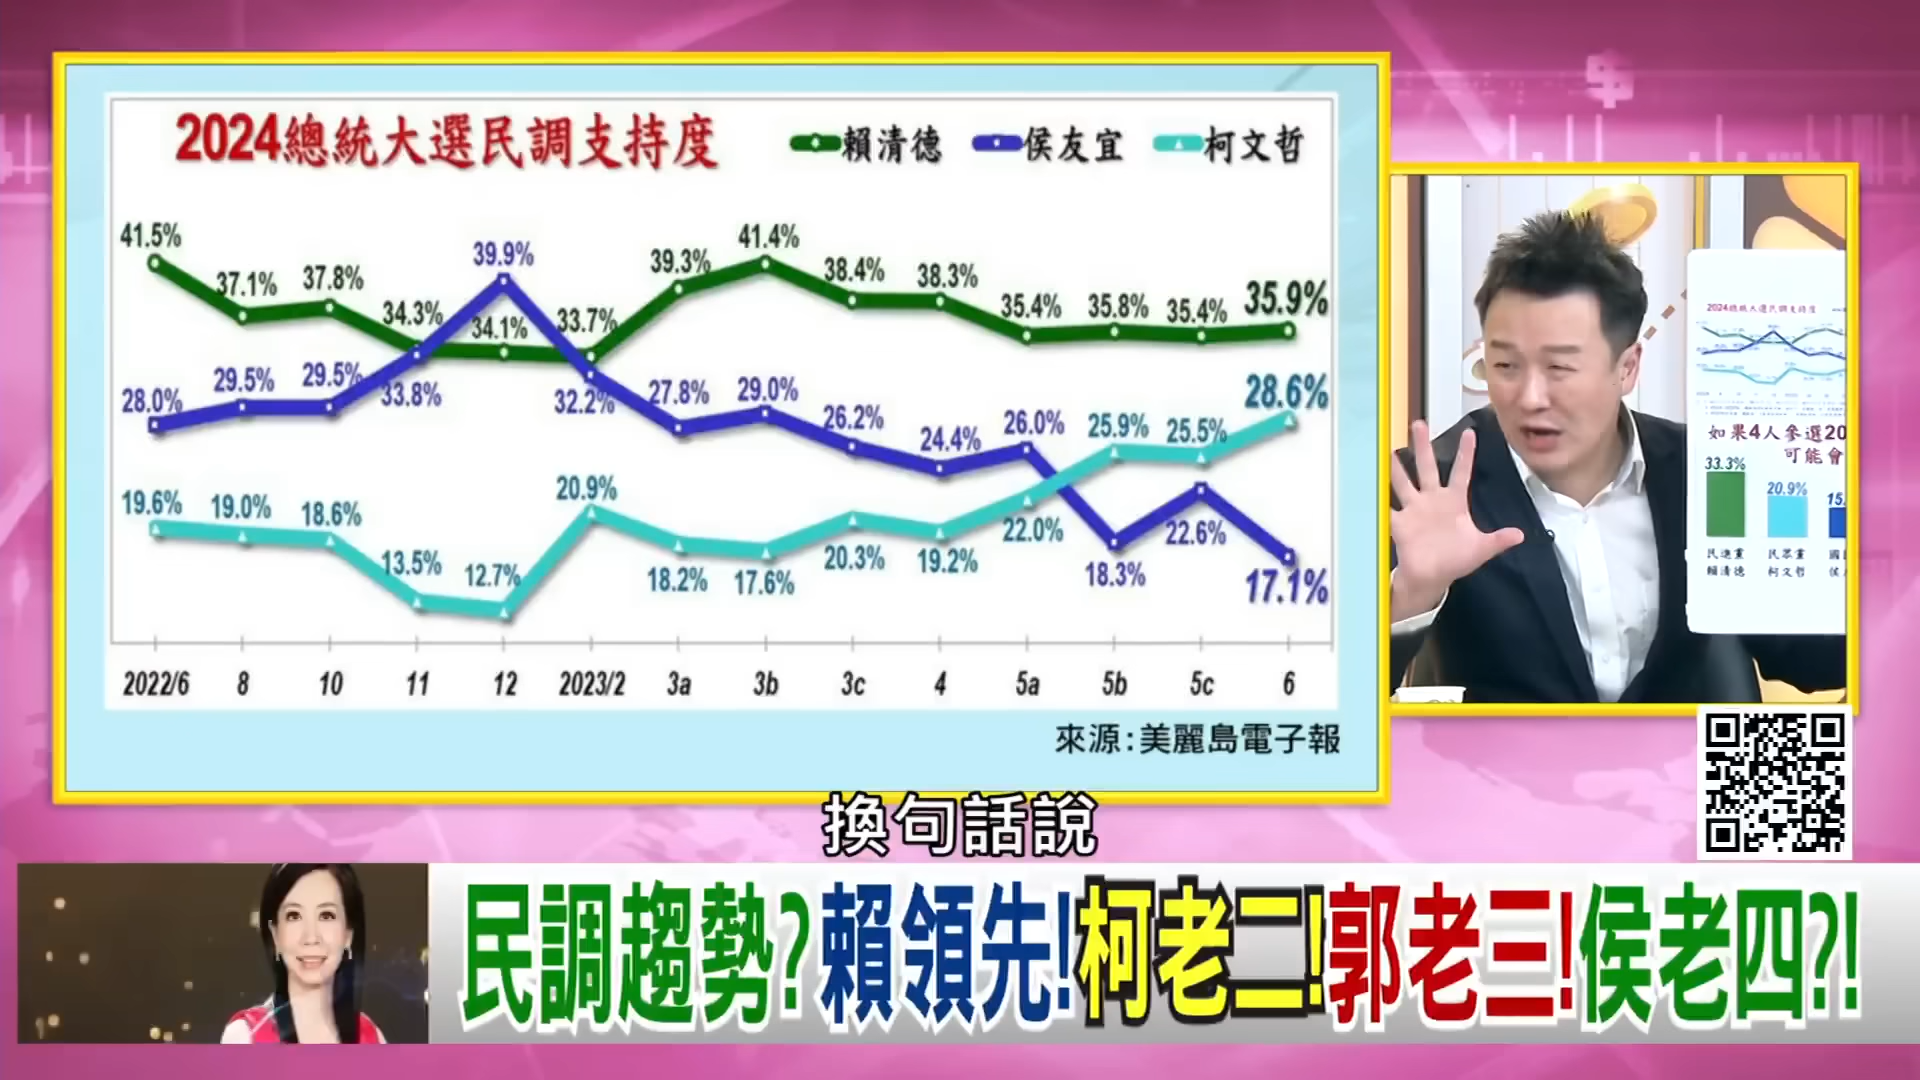 2024總統大選民調支持度
賴清德 侯友宜 柯文哲
41.5% 37.1% 37.8% 34.3% 34.1% 33.7% 39.3% 41.4% 38.4% 38.3% 35.4% 35.8% 35.4% 35.9%
28.0% 29.5% 29.5% 33.8% 39.9% 32.2% 27.8% 29.0% 26.2% 24.4% 26.0% 18.3% 22.6% 17.1%
19.6% 19.0% 18.6% 13.5% 12.7% 20.9% 18.2% 17.6% 20.3% 19.2% 22.0% 25.9% 25.5% 28.6%
2022/6 8 10 11 12 2023/2 3a 3b 3c 4 5a 5b 5c 6
來源:美麗島電子報
2024總統大選民調支持度
如果4人參選20
可能會
33.3% 20.9% 15.
民進黨 民眾黨 國
賴清德 柯文哲 侯
換句話說
民調趨勢?賴領先!柯老二!郭老三!侯老四?!